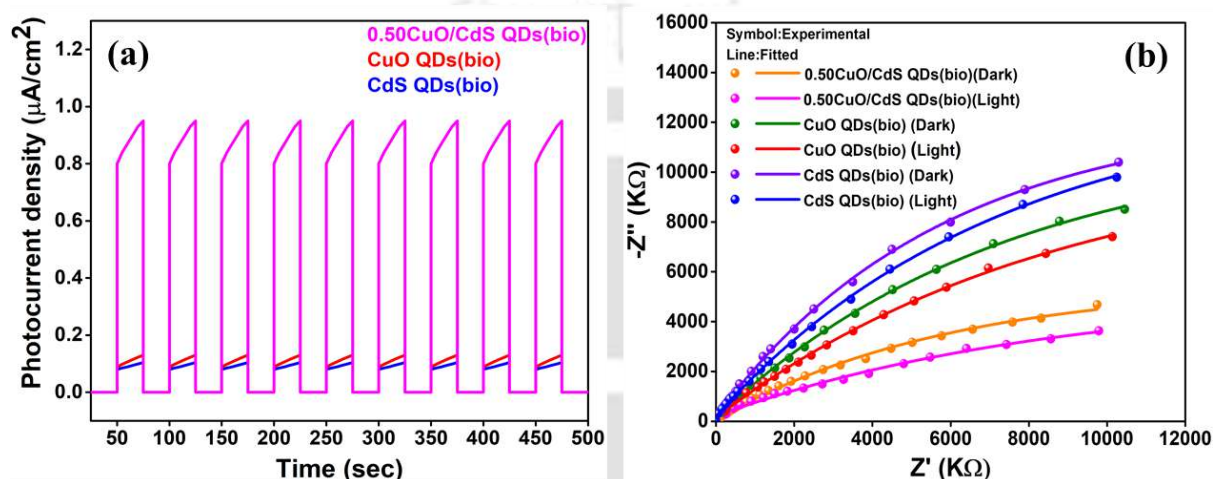 (a)
0.50CuO/CdS QDs(bio)
CuO QDs(bio)
CdS QDs(bio)
Photocurrent density (μA/cm2)
1.2
1.0
0.8
0.6
0.4
0.2
0.0
50 100 150 200 250 300 350 400 450 500
Time (sec)
(b)
Symbol:Experimental
Line:Fitted
0.50CuO/CdS QDs(bio)(Dark)
0.50CuO/CdS QDs(bio)(Light)
CuO QDs(bio) (Dark)
CuO QDs(bio) (Light)
CdS QDs(bio) (Dark)
CdS QDs(bio) (Light)
-Z'' (KΩ)
16000
14000
12000
10000
8000
6000
4000
2000
0
0 2000 4000 6000 8000 10000 12000
Z' (KΩ)